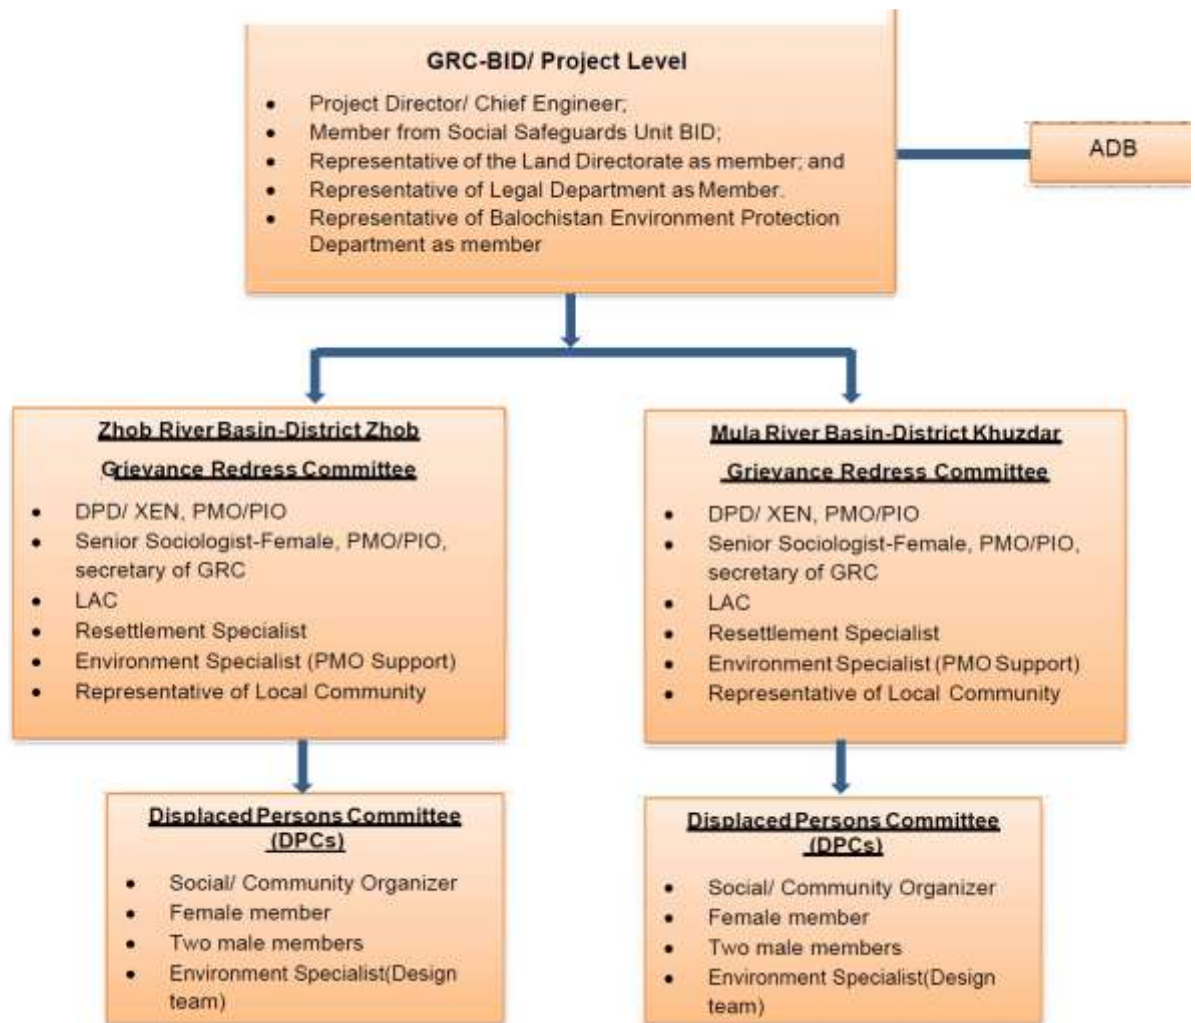 GRC-BID/ Project Level
• Project Director/ Chief Engineer;
• Member from Social Safeguards Unit BID;
• Representative of the Land Directorate as member; and
• Representative of Legal Department as Member.
• Representative of Balochistan Environment Protection
Department as member
ADB
Zhob River Basin-District Zhob
Grievance Redress Committee
• DPD/ XEN, PMO/PIO
• Senior Sociologist-Female, PMO/PIO,
secretary of GRC
• LAC
• Resettlement Specialist
• Environment Specialist (PMO Support)
• Representative of Local Community
Mula River Basin-District Khuzdar
Grievance Redress Committee
• DPD/ XEN, PMO/PIO
• Senior Sociologist-Female, PMO/PIO,
secretary of GRC
• LAC
• Resettlement Specialist
• Environment Specialist (PMO Support)
• Representative of Local Community
Displaced Persons Committee
(DPCs)
• Social/ Community Organizer
• Female member
• Two male members
• Environment Specialist(Design
team)
Displaced Persons Committee
(DPCs)
• Social/ Community Organizer
• Female member
• Two male members
• Environment Specialist(Design
team)